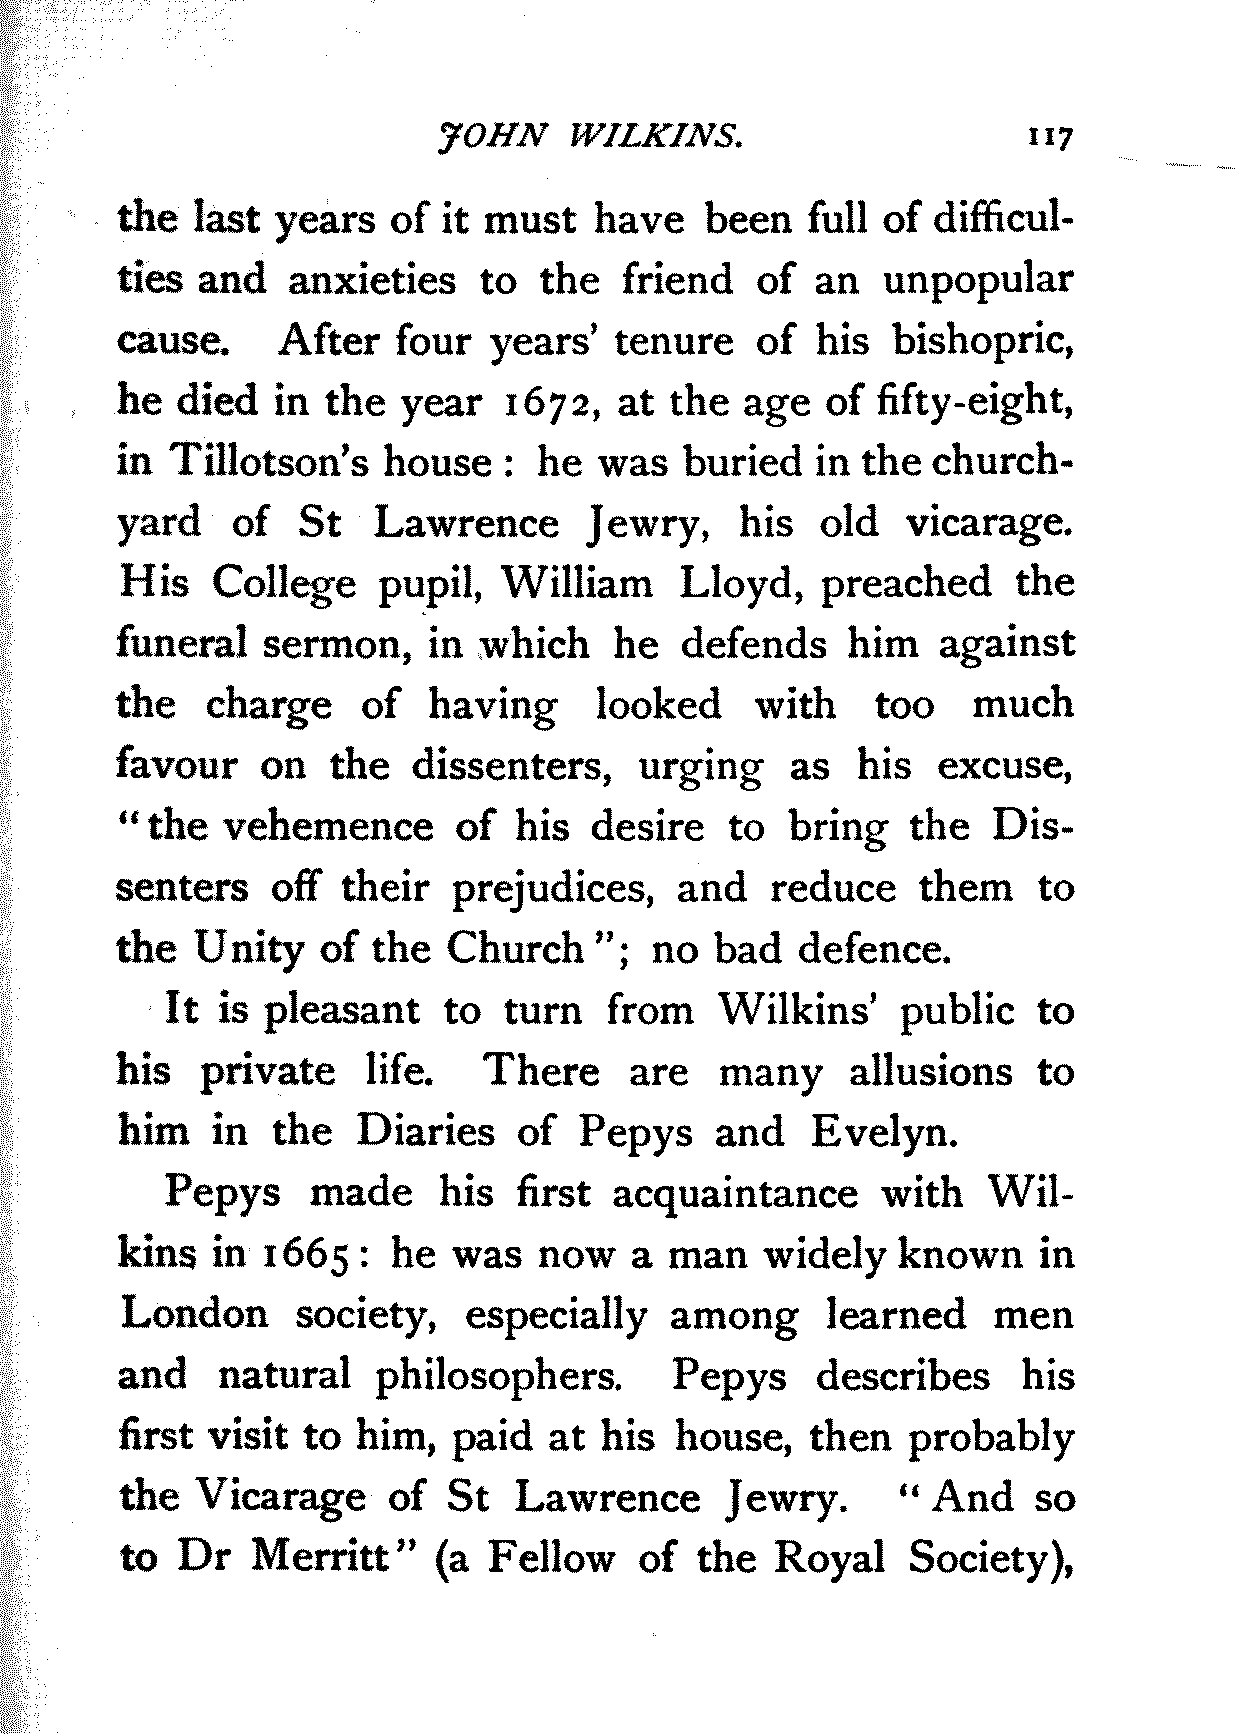 JOHN WILKINS. 117
the last years of it must have been full of difficul-
ties and anxieties to the friend of an unpopular
cause. After four years' tenure of his bishopric,
he died in the year 1672, at the age of fifty-eight,
in Tillotson's house : he was buried in the church-
yard of St Lawrence Jewry, his old vicarage.
His College pupil, William Lloyd, preached the
funeral sermon, in which he defends him against
the charge of having looked with too much
favour on the dissenters, urging as his excuse,
“the vehemence of his desire to bring the Dis-
senters off their prejudices, and reduce them to
the Unity of the Church”; no bad defence.
It is pleasant to turn from Wilkins' public to
his private life. There are many allusions to
him in the Diaries of Pepys and Evelyn.
Pepys made his first acquaintance with Wil-
kins in 1665: he was now a man widely known in
London society, especially among learned men
and natural philosophers. Pepys describes his
first visit to him, paid at his house, then probably
the Vicarage of St Lawrence Jewry. “And so
to Dr Merritt” (a Fellow of the Royal Society),